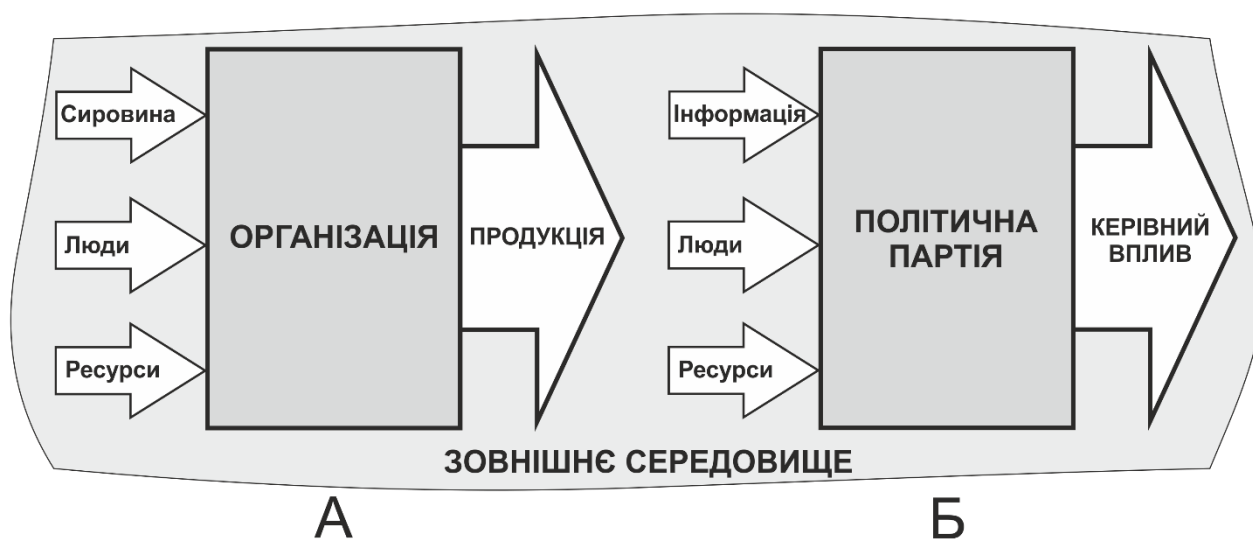 Сировина
Люди
Ресурси
ОРГАНІЗАЦІЯ
ПРОДУКЦІЯ
Інформація
Люди
Ресурси
ПОЛІТИЧНА
ПАРТІЯ
КЕРІВНИЙ
ВПЛИВ
ЗОВНІШНЄ СЕРЕДОВИЩЕ
А
Б